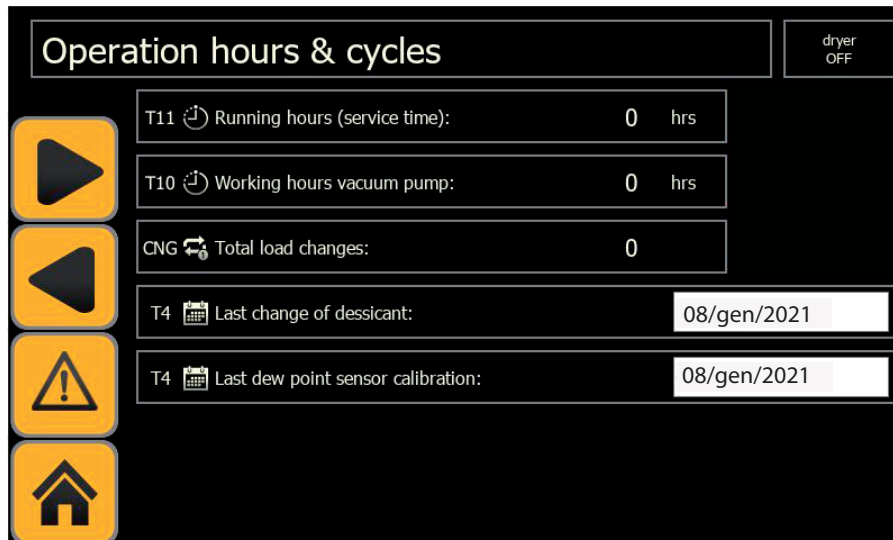 Operation hours & cycles
dryer
OFF
T11 Running hours (service time): 0 hrs
T10 Working hours vacuum pump: 0 hrs
CNG Total load changes: 0
T4 Last change of dessicant: 08/gen/2021
T4 Last dew point sensor calibration: 08/gen/2021